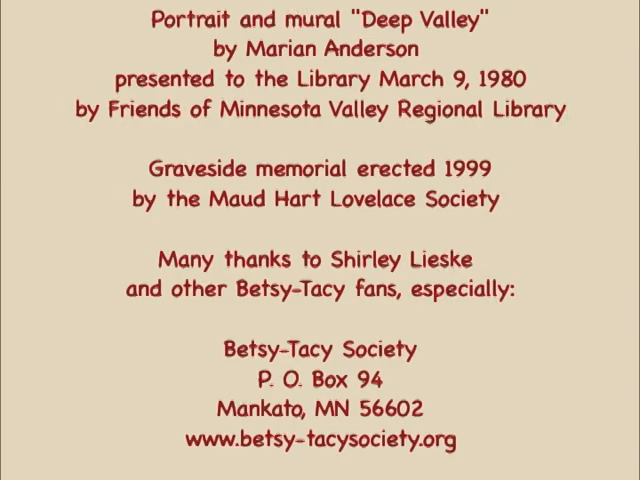 Portrait and mural "Deep Valley"
by Marian Anderson
presented to the Library March 9, 1980
by Friends of Minnesota Valley Regional Library
Graveside memorial erected 1999
by the Maud Hart Lovelace Society
Many thanks to Shirley Lieske
and other Betsy-Tacy fans, especially:
Betsy-Tacy Society
P. O. Box 94
Mankato, MN 56602
www.betsy-tacysociety.org